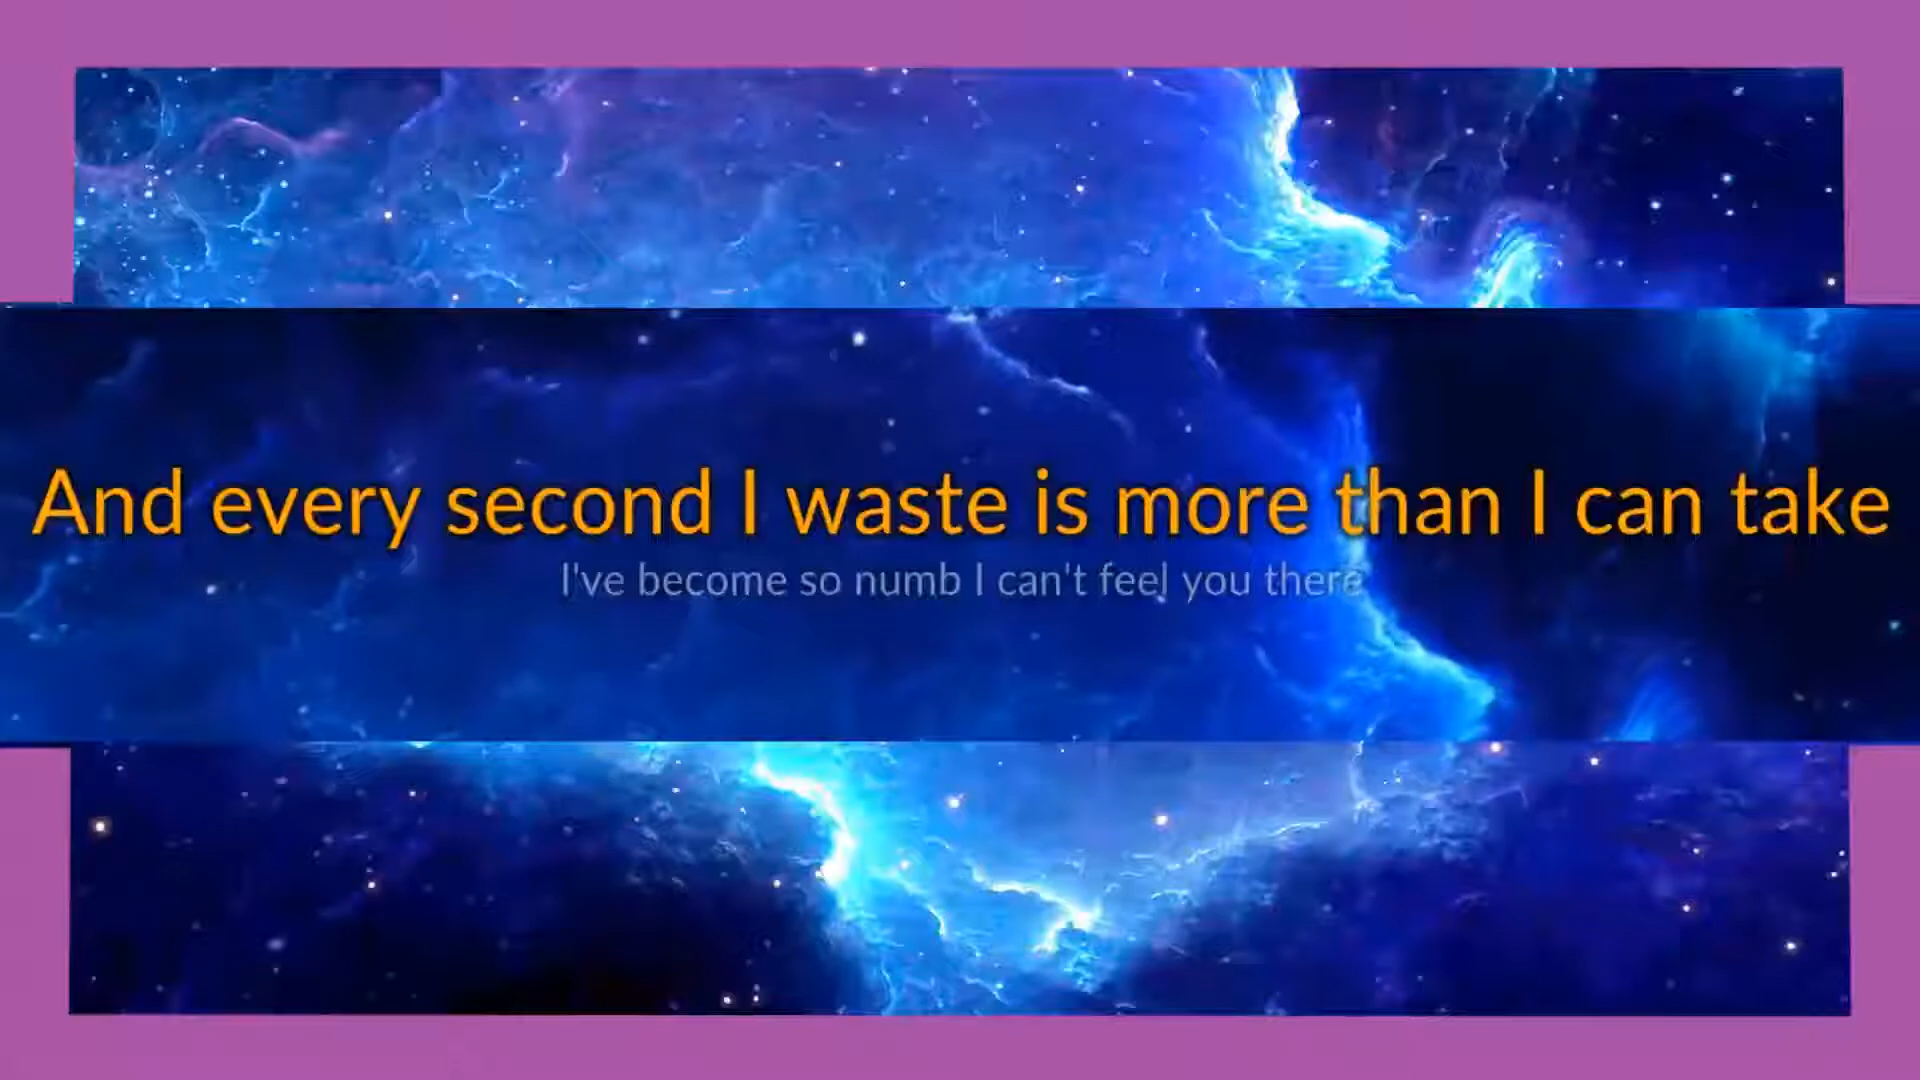 And every second I waste is more than I can take
I've become so numb I can't feel you there